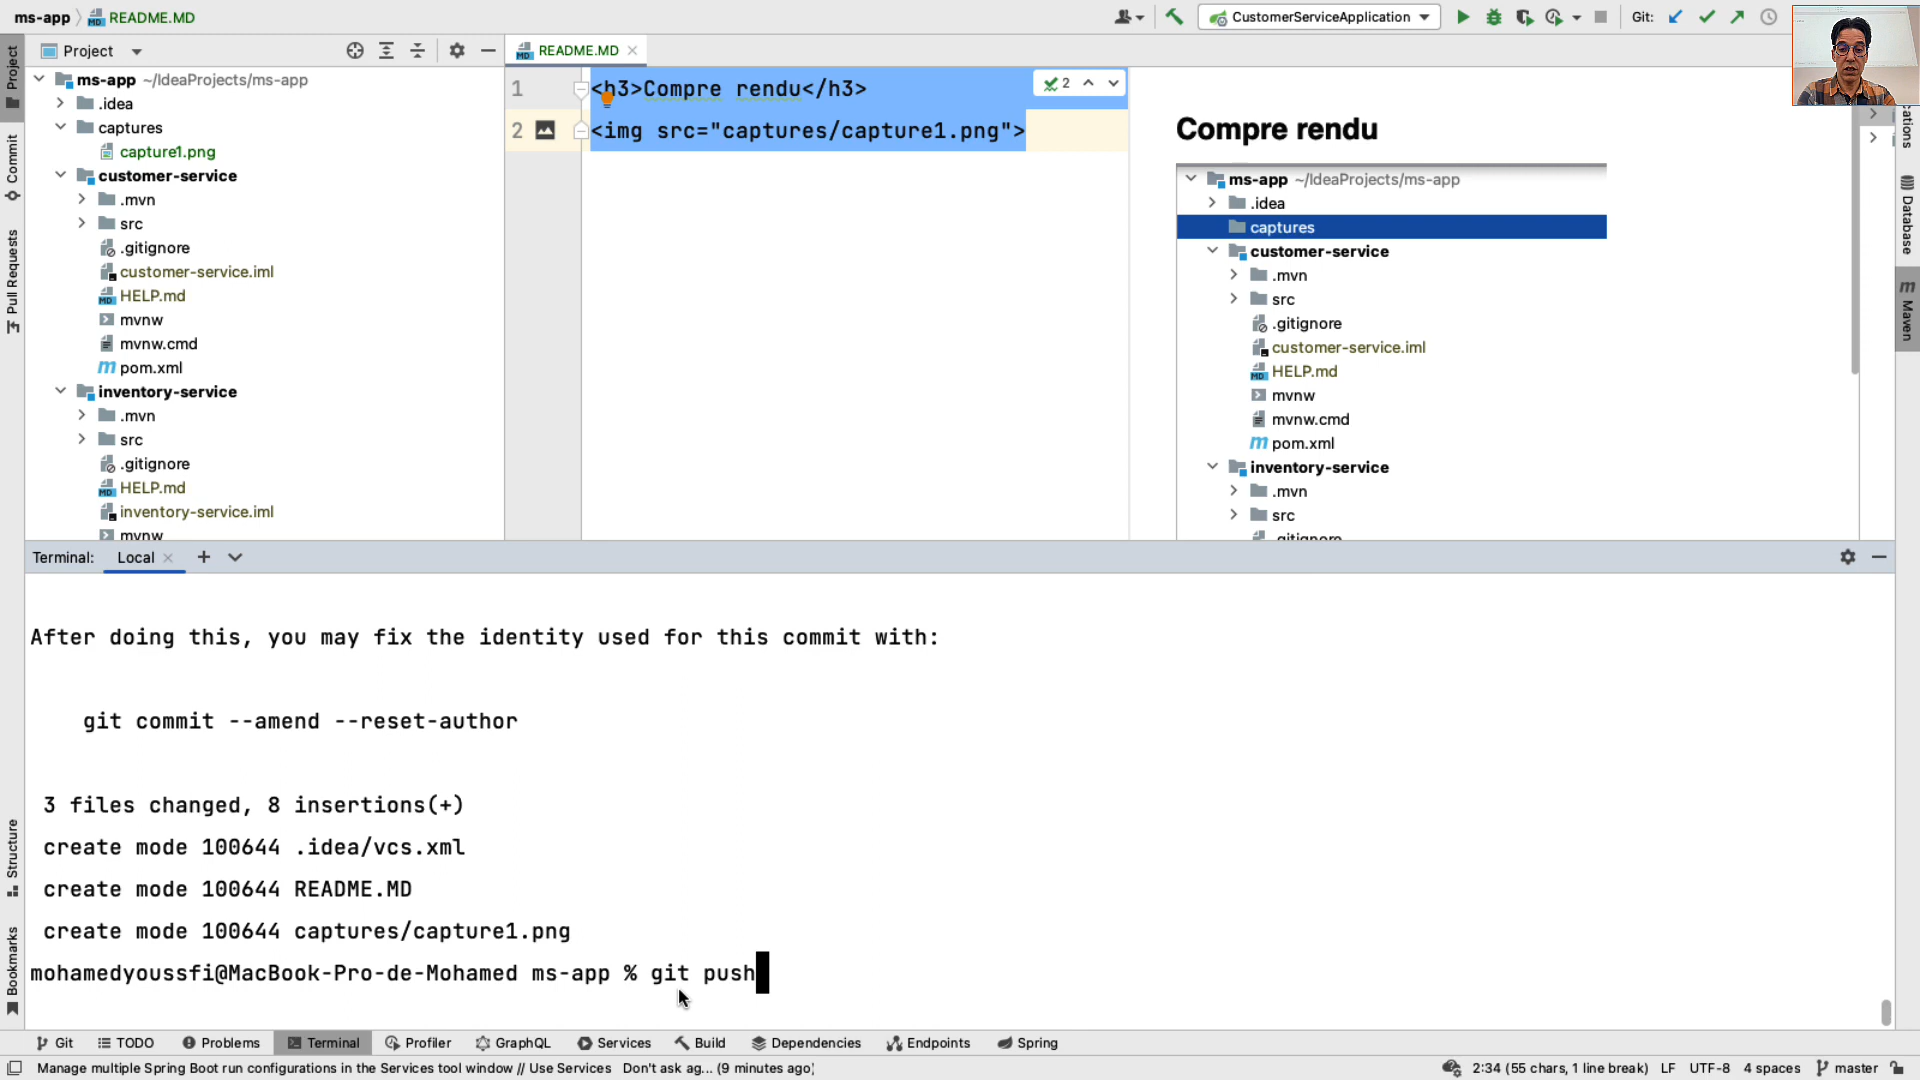 ms-app README.MD
CustomerServiceApplication
Git:
Project
README.MD
ms-app ~/IdeaProjects/ms-app
.idea
captures
capture1.png
customer-service
.mvn
src
.gitignore
customer-service.iml
HELP.md
mvnw
mvnw.cmd
pom.xml
inventory-service
.mvn
src
.gitignore
HELP.md
inventory-service.iml
mvnw
1 <h3>Compre rendu</h3>
2 <img src="captures/capture1.png">
2
Compre rendu
ms-app ~/IdeaProjects/ms-app
.idea
captures
customer-service
.mvn
src
.gitignore
customer-service.iml
HELP.md
mvnw
mvnw.cmd
pom.xml
inventory-service
.mvn
src
.gitignore
Project
Commit
Pull Requests
Structure
Bookmarks
Database
Maven
Terminal: Local
After doing this, you may fix the identity used for this commit with:
git commit --amend --reset-author
3 files changed, 8 insertions(+)
create mode 100644 .idea/vcs.xml
create mode 100644 README.MD
create mode 100644 captures/capture1.png
mohamedyoussfi@MacBook-Pro-de-Mohamed ms-app % git push
Git TODO Problems Terminal Profiler GraphQL Services Build Dependencies Endpoints Spring
Manage multiple Spring Boot run configurations in the Services tool window // Use Services Don't ask ag... (9 minutes ago) 2:34 (55 chars, 1 line break) LF UTF-8 4 spaces master